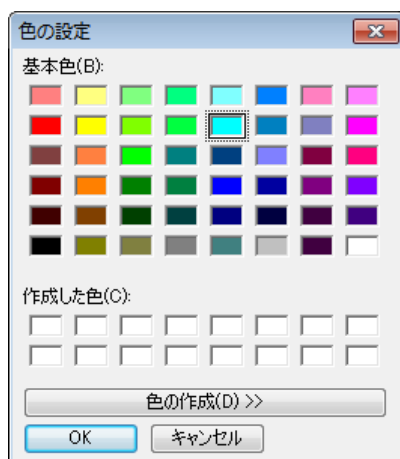 色の設定
基本色(B):
作成した色(C):
色の作成(D) >>
OK
キャンセル